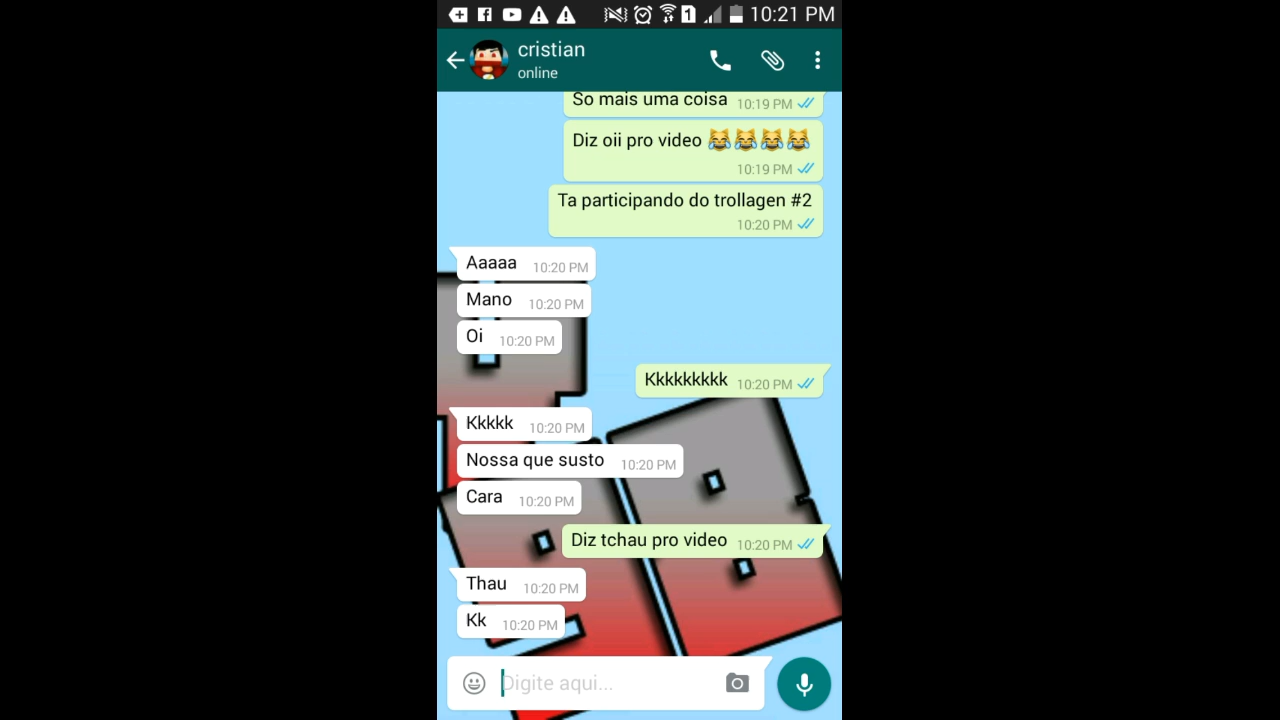 10:21 PM
cristian
online
So mais uma coisa 10:19 PM
Diz oii pro video 😹😹😹😹
10:19 PM
Ta participando do trollagen #2
10:20 PM
Aaaaa 10:20 PM
Mano 10:20 PM
Oi 10:20 PM
Kkkkkkkkk 10:20 PM
Kkkkk 10:20 PM
Nossa que susto 10:20 PM
Cara 10:20 PM
Diz tchau pro video 10:20 PM
Thau 10:20 PM
Kk 10:20 PM
Digite aqui...